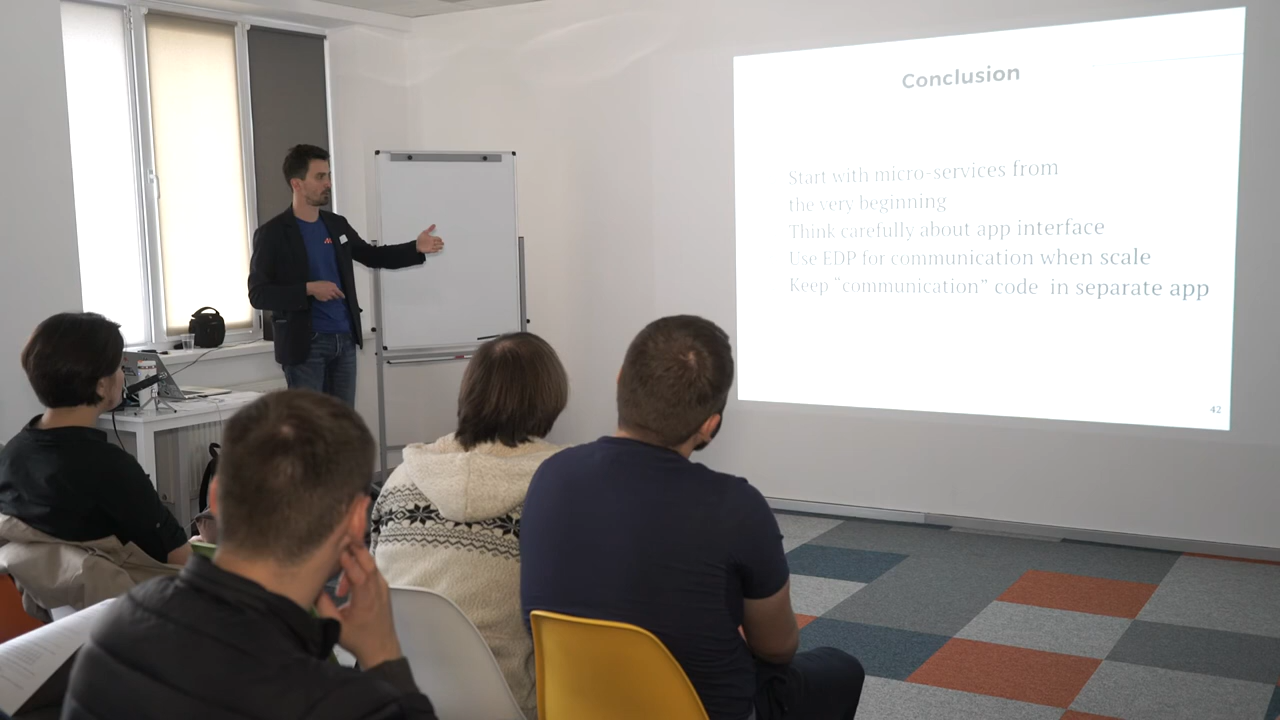 Conclusion
Start with micro-services from
the very beginning
Think carefully about app interface
Use EDP for communication when scale
Keep “communication” code in separate app
42